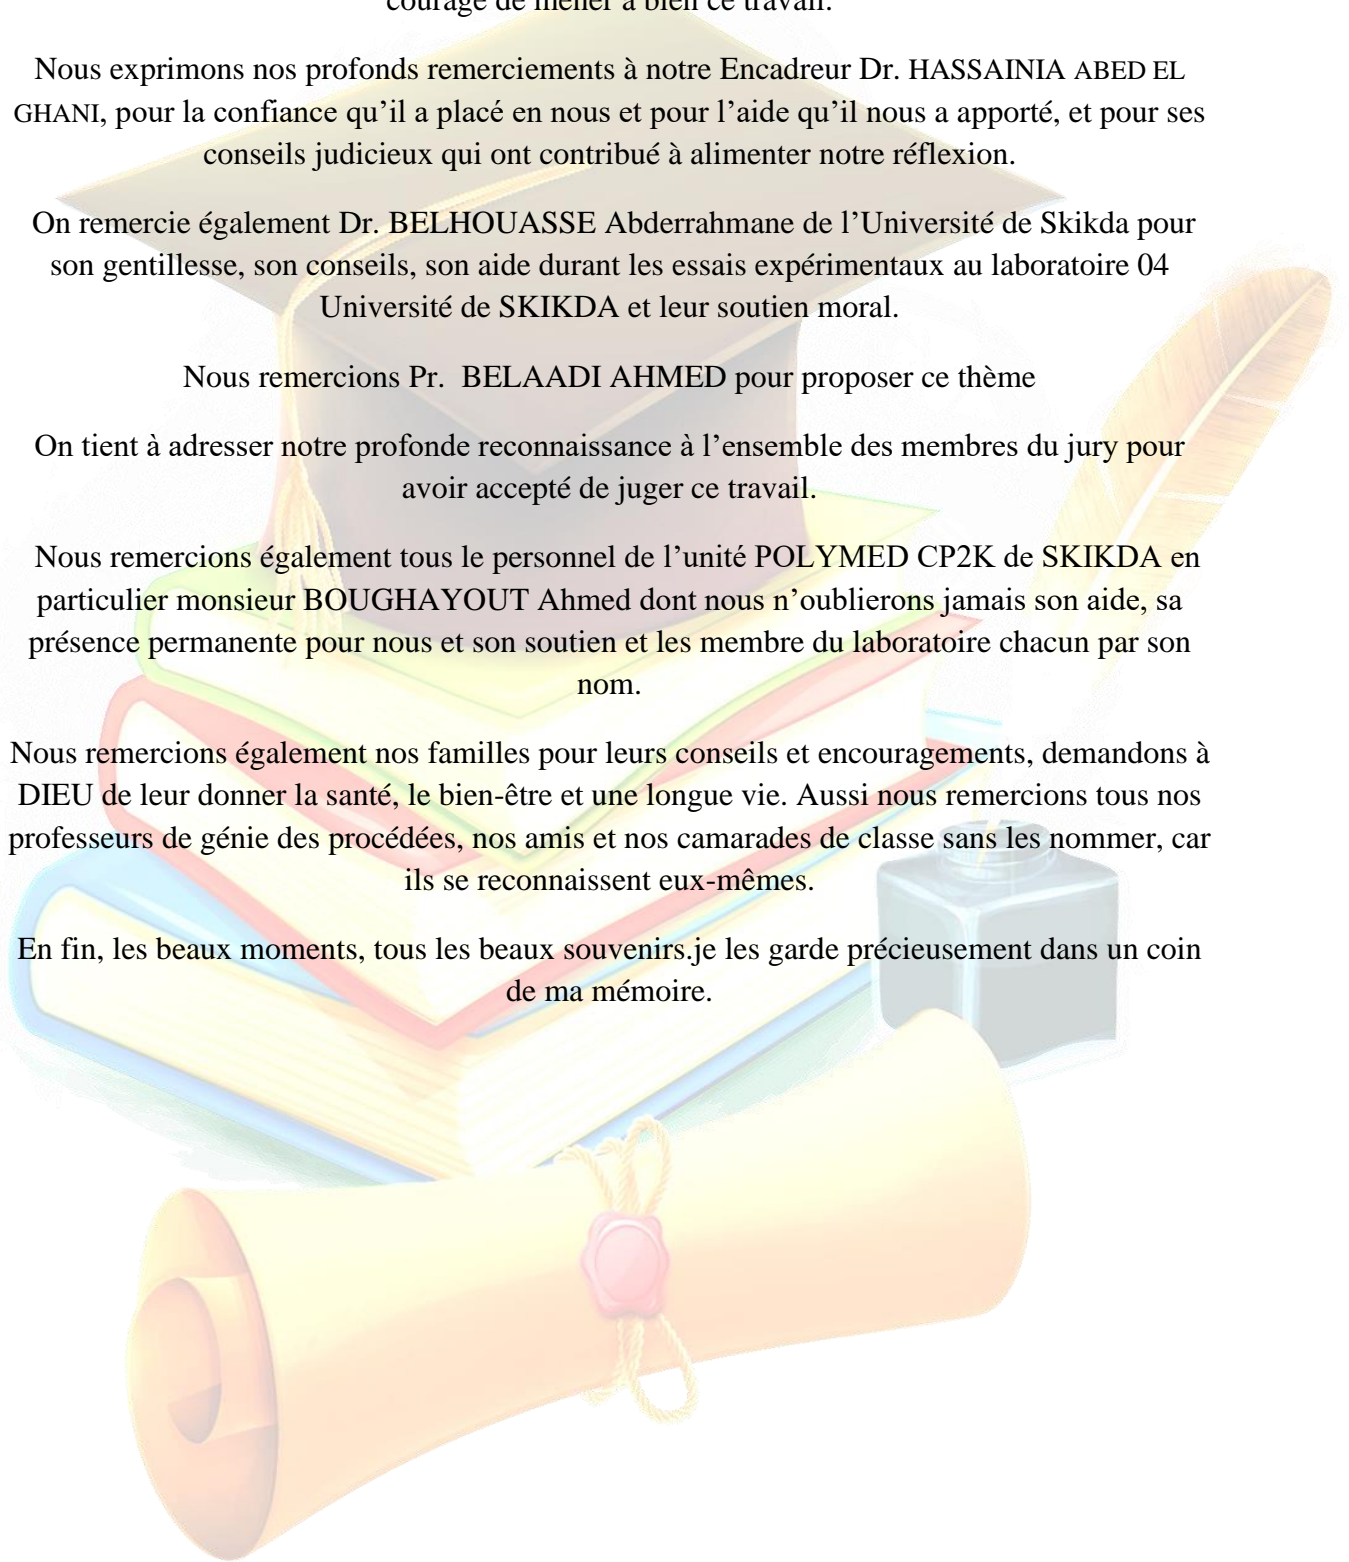 courage de mener à bien ce travail.
Nous exprimons nos profonds remerciements à notre Encadreur Dr. HASSAINIA ABED EL
GHANI, pour la confiance qu’il a placé en nous et pour l’aide qu’il nous a apporté, et pour ses
conseils judicieux qui ont contribué à alimenter notre réflexion.
On remercie également Dr. BELHOUASSE Abderrahmane de l’Université de Skikda pour
son gentillesse, son conseils, son aide durant les essais expérimentaux au laboratoire 04
Université de SKIKDA et leur soutien moral.
Nous remercions Pr. BELAADI AHMED pour proposer ce thème
On tient à adresser notre profonde reconnaissance à l’ensemble des membres du jury pour
avoir accepté de juger ce travail.
Nous remercions également tous le personnel de l’unité POLYMED CP2K de SKIKDA en
particulier monsieur BOUGHAYOUT Ahmed dont nous n’oublierons jamais son aide, sa
présence permanente pour nous et son soutien et les membre du laboratoire chacun par son
nom.
Nous remercions également nos familles pour leurs conseils et encouragements, demandons à
DIEU de leur donner la santé, le bien-être et une longue vie. Aussi nous remercions tous nos
professeurs de génie des procédées, nos amis et nos camarades de classe sans les nommer, car
ils se reconnaissent eux-mêmes.
En fin, les beaux moments, tous les beaux souvenirs.je les garde précieusement dans un coin
de ma mémoire.